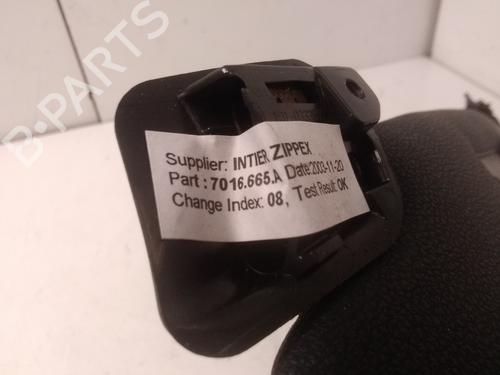 B-PARTS
Supplier: INTIER ZIPPEX
Part : 7016.665.A Date:2003-11-20
Change Index: 08, Test Result: OK